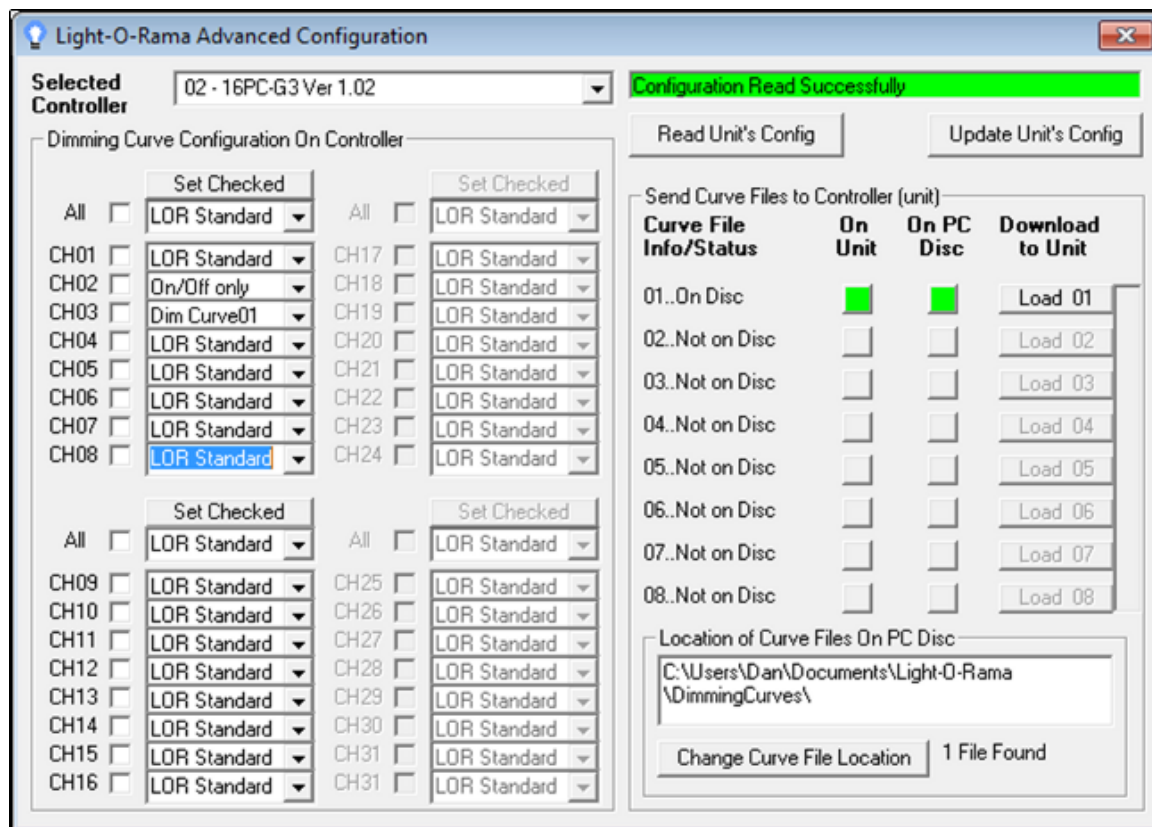 Light-O-Rama Advanced Configuration
Selected Controller
02 - 16PC-G3 Ver 1.02
Configuration Read Successfully
Read Unit's Config
Update Unit's Config
Dimming Curve Configuration On Controller
Set Checked
Set Checked
All LOR Standard All LOR Standard
CH01 LOR Standard CH17 LOR Standard
CH02 On/Off only CH18 LOR Standard
CH03 Dim Curve01 CH19 LOR Standard
CH04 LOR Standard CH20 LOR Standard
CH05 LOR Standard CH21 LOR Standard
CH06 LOR Standard CH22 LOR Standard
CH07 LOR Standard CH23 LOR Standard
CH08 LOR Standard CH24 LOR Standard
Set Checked
Set Checked
All LOR Standard All LOR Standard
CH09 LOR Standard CH25 LOR Standard
CH10 LOR Standard CH26 LOR Standard
CH11 LOR Standard CH27 LOR Standard
CH12 LOR Standard CH28 LOR Standard
CH13 LOR Standard CH29 LOR Standard
CH14 LOR Standard CH30 LOR Standard
CH15 LOR Standard CH31 LOR Standard
CH16 LOR Standard CH31 LOR Standard
Send Curve Files to Controller (unit)
Curve File On On PC Download
Info/Status Unit Disc to Unit
01..On Disc Load 01
02..Not on Disc Load 02
03..Not on Disc Load 03
04..Not on Disc Load 04
05..Not on Disc Load 05
06..Not on Disc Load 06
07..Not on Disc Load 07
08..Not on Disc Load 08
Location of Curve Files On PC Disc
C:\Users\Dan\Documents\Light-O-Rama
\DimmingCurves\
Change Curve File Location
1 File Found